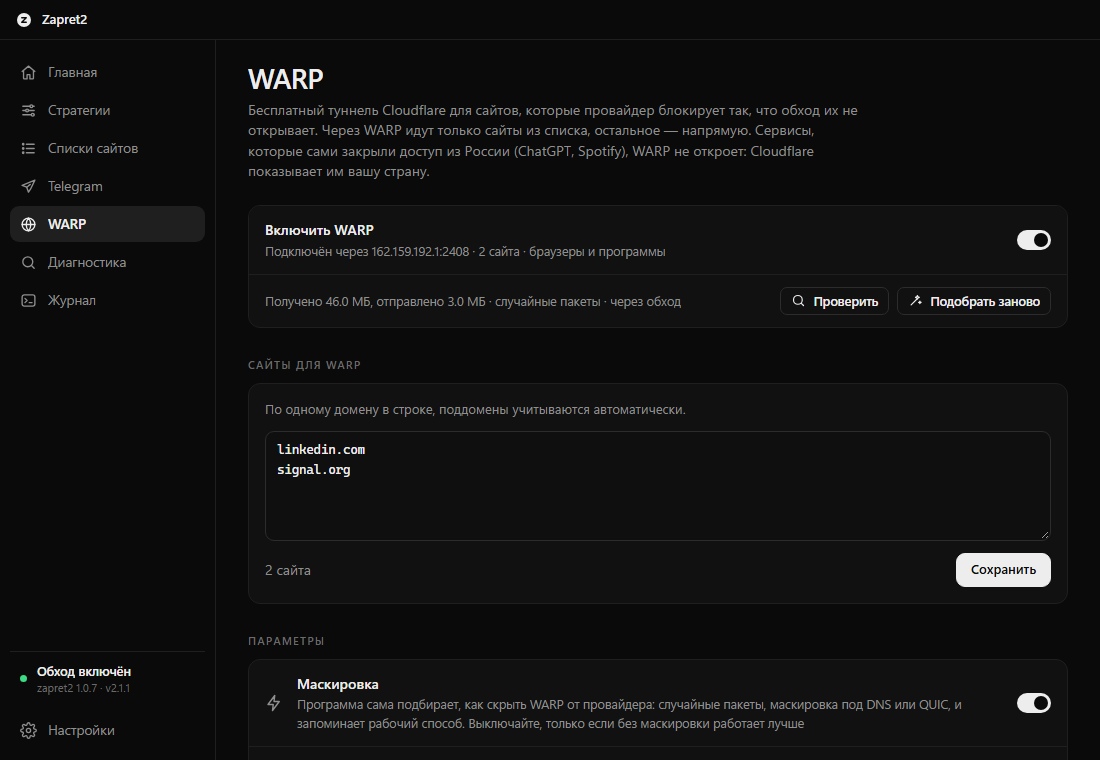 Zapret2
Главная
Стратегии
Списки сайтов
Telegram
WARP
Диагностика
Журнал
Обход включён
zapret2 1.0.7 · v2.1.1
Настройки
WARP
Бесплатный туннель Cloudflare для сайтов, которые провайдер блокирует так, что обход их не
открывает. Через WARP идут только сайты из списка, остальное — напрямую. Сервисы,
которые сами закрыли доступ из России (ChatGPT, Spotify), WARP не откроет: Cloudflare
показывает им вашу страну.
Включить WARP
Подключён через 162.159.192.1:2408 · 2 сайта · браузеры и программы
Получено 46.0 МБ, отправлено 3.0 МБ · случайные пакеты · через обход
Проверить
Подобрать заново
САЙТЫ ДЛЯ WARP
По одному домену в строке, поддомены учитываются автоматически.
linkedin.com
signal.org
2 сайта
Сохранить
ПАРАМЕТРЫ
Маскировка
Программа сама подбирает, как скрыть WARP от провайдера: случайные пакеты, маскировка под DNS или QUIC, и
запоминает рабочий способ. Выключайте, только если без маскировки работает лучше